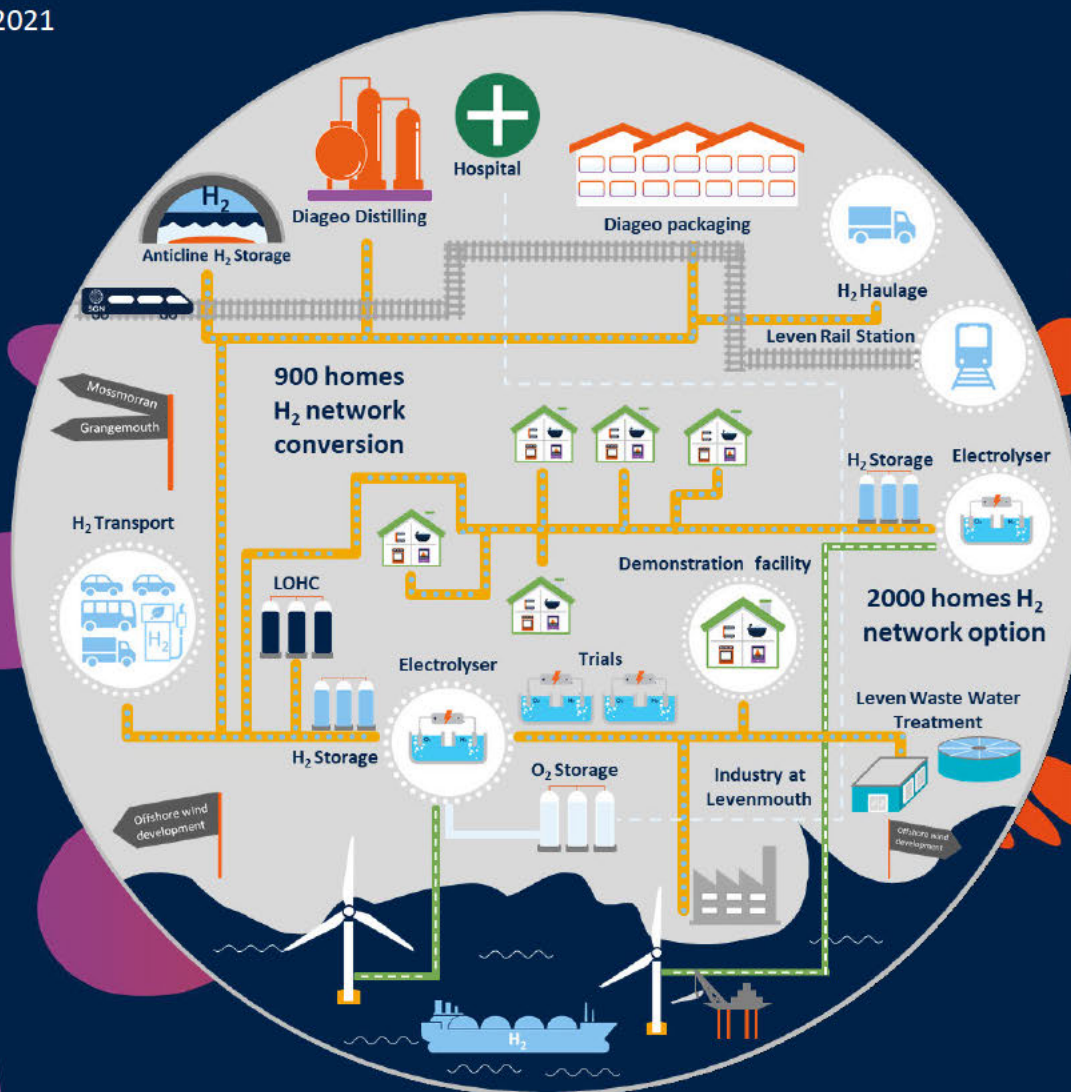 2021
Hospital
Diageo Distilling
Diageo packaging
H₂
Anticline H₂ Storage
SGN
H₂ Haulage
Leven Rail Station
Mossmorran
Grangemouth
900 homes
H₂ network
conversion
H₂ Storage
Electrolyser
H₂ Transport
H₂
LOHC
Demonstration facility
2000 homes H₂
network option
Electrolyser
Trials
H₂ Storage
Leven Waste Water
Treatment
O₂ Storage
Industry at
Levenmouth
Offshore wind
development
Offshore wind
development
H₂